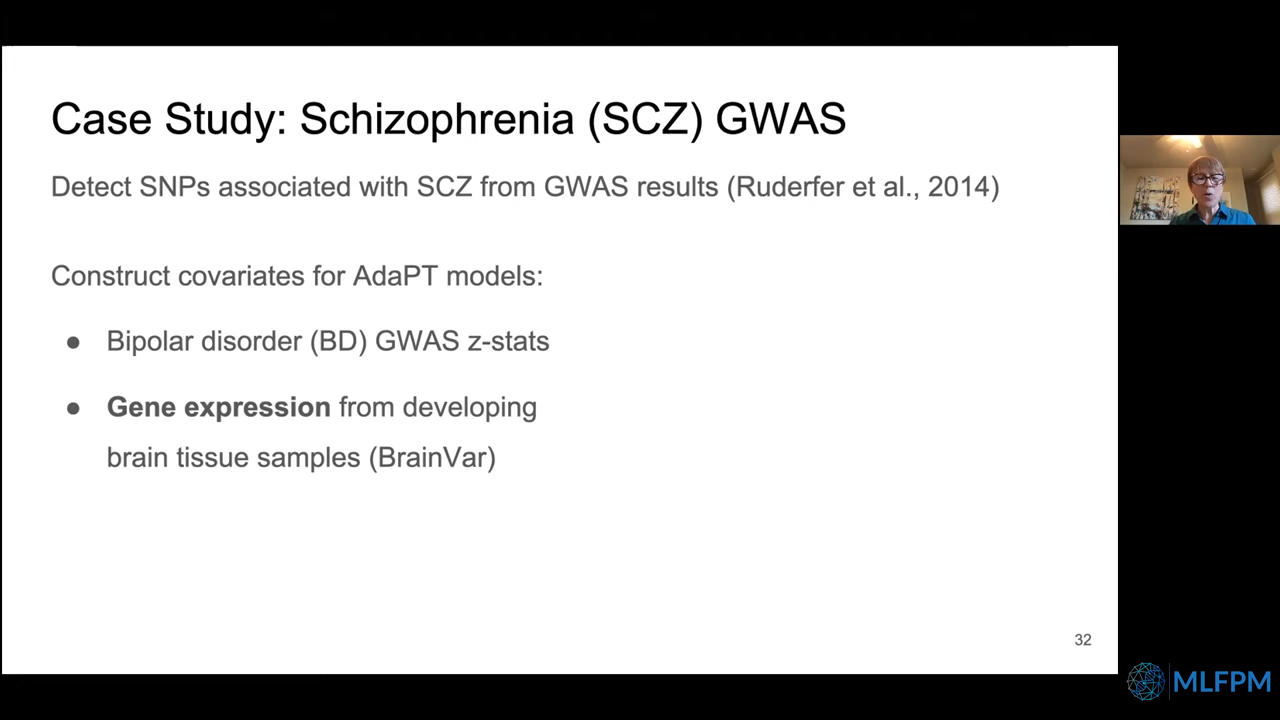 Case Study: Schizophrenia (SCZ) GWAS
Detect SNPs associated with SCZ from GWAS results (Ruderfer et al., 2014)
Construct covariates for AdaPT models:
● Bipolar disorder (BD) GWAS z-stats
● Gene expression from developing
brain tissue samples (BrainVar)
32
MLFPM